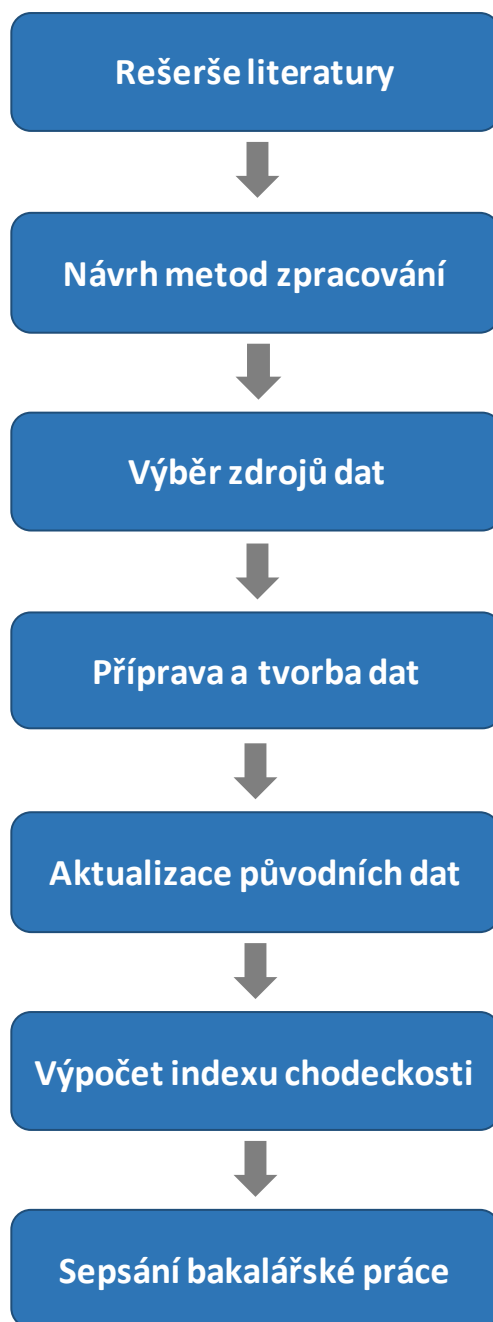 Rešerše literatury
Návrh metod zpracování
Výběr zdrojů dat
Příprava a tvorba dat
Aktualizace původních dat
Výpočet indexu chodeckosti
Sepsání bakalářské práce